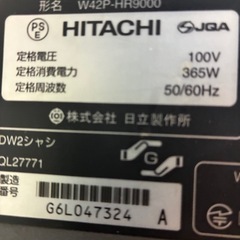 形名 W42P-HR9000
PS
E
HITACHI JQA
定格電圧 100V
定格消費電力 365W
定格周波数 50/60Hz
株式会社 日立製作所
DW2シャシ
QL27771
G
製造
番号
G6L047324 A